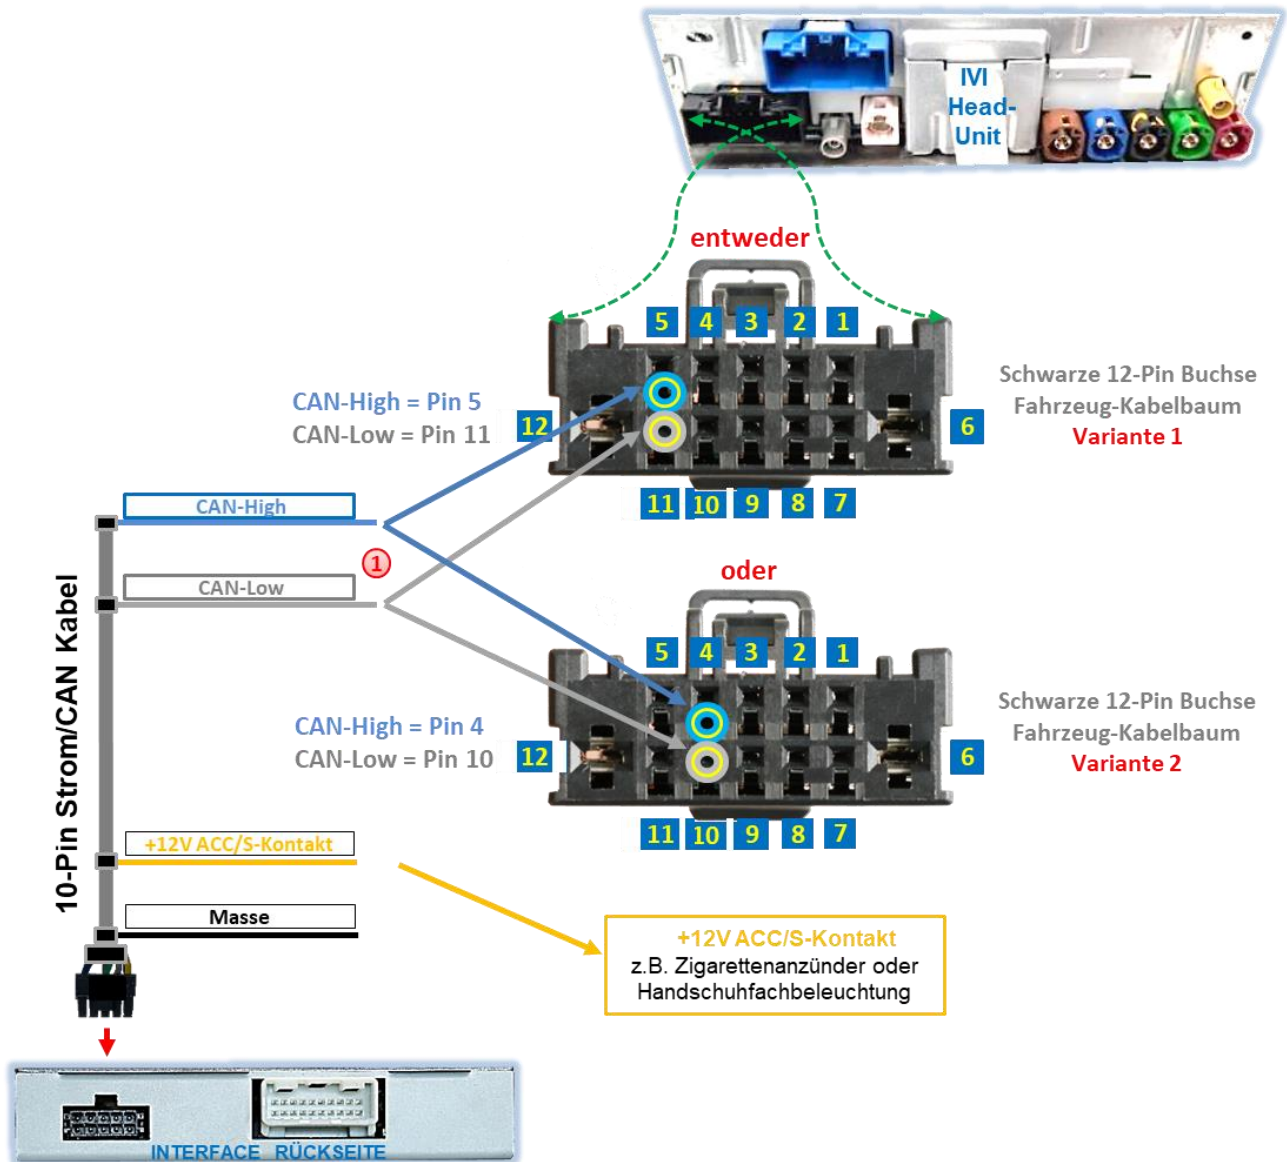 IVI
Head-
Unit
entweder
5 4 3 2 1
Schwarze 12-Pin Buchse
Fahrzeug-Kabelbaum
Variante 1
CAN-High = Pin 5
CAN-Low = Pin 11
12
6
11 10 9 8 7
CAN-High
1
CAN-Low
oder
5 4 3 2 1
Schwarze 12-Pin Buchse
Fahrzeug-Kabelbaum
Variante 2
CAN-High = Pin 4
CAN-Low = Pin 10
12
6
11 10 9 8 7
10-Pin Strom/CAN Kabel
+12V ACC/S-Kontakt
Masse
+12V ACC/S-Kontakt
z.B. Zigarettenanzünder oder
Handschuhfachbeleuchtung
INTERFACE RÜCKSEITE